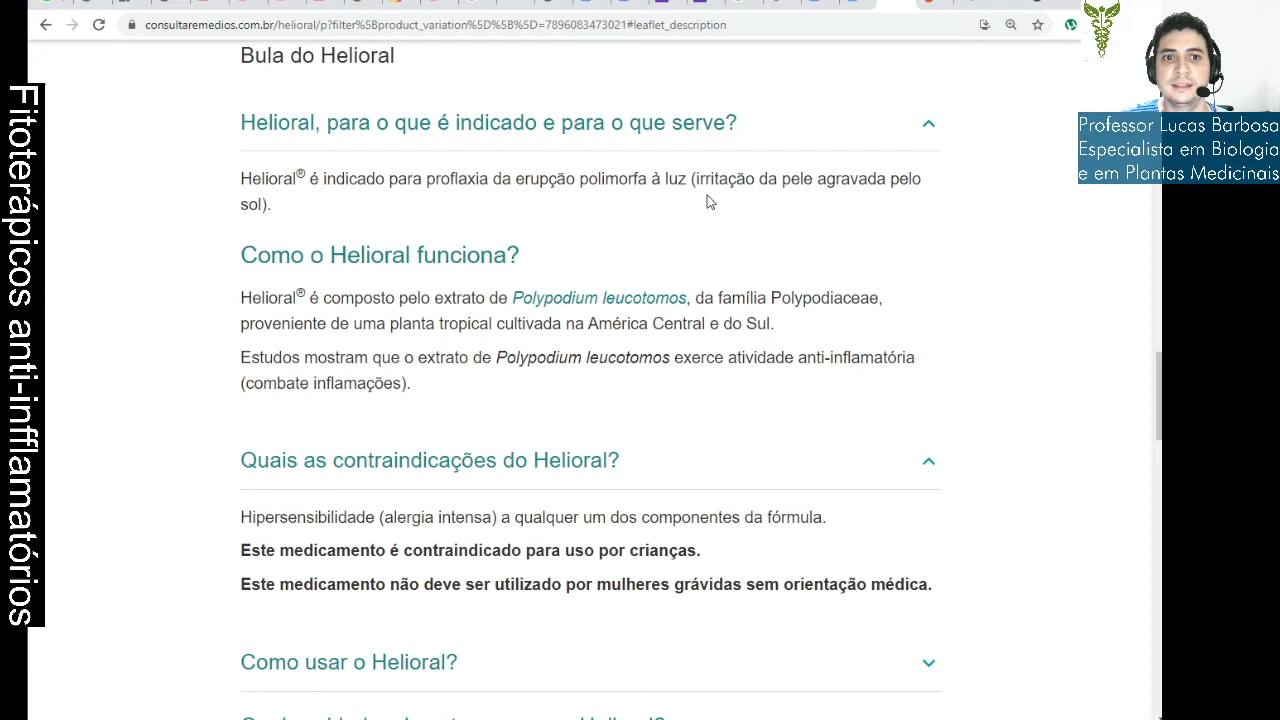 consultaremedios.com.br/helioral/p?filter%5Bproduct_variation%5D%5B%5D=7896083473021#leaflet_description
Bula do Helioral
Helioral, para o que é indicado e para o que serve?
Helioral® é indicado para proflaxia da erupção polimorfa à luz (irritação da pele agravada pelo
sol).
Como o Helioral funciona?
Helioral® é composto pelo extrato de Polypodium leucotomos, da família Polypodiaceae,
proveniente de uma planta tropical cultivada na América Central e do Sul.
Estudos mostram que o extrato de Polypodium leucotomos exerce atividade anti-inflamatória
(combate inflamações).
Quais as contraindicações do Helioral?
Hipersensibilidade (alergia intensa) a qualquer um dos componentes da fórmula.
Este medicamento é contraindicado para uso por crianças.
Este medicamento não deve ser utilizado por mulheres grávidas sem orientação médica.
Como usar o Helioral?
Professor Lucas Barbosa
Especialista em Biologia
e em Plantas Medicinais
Fitoterápicos anti-infflamatórios